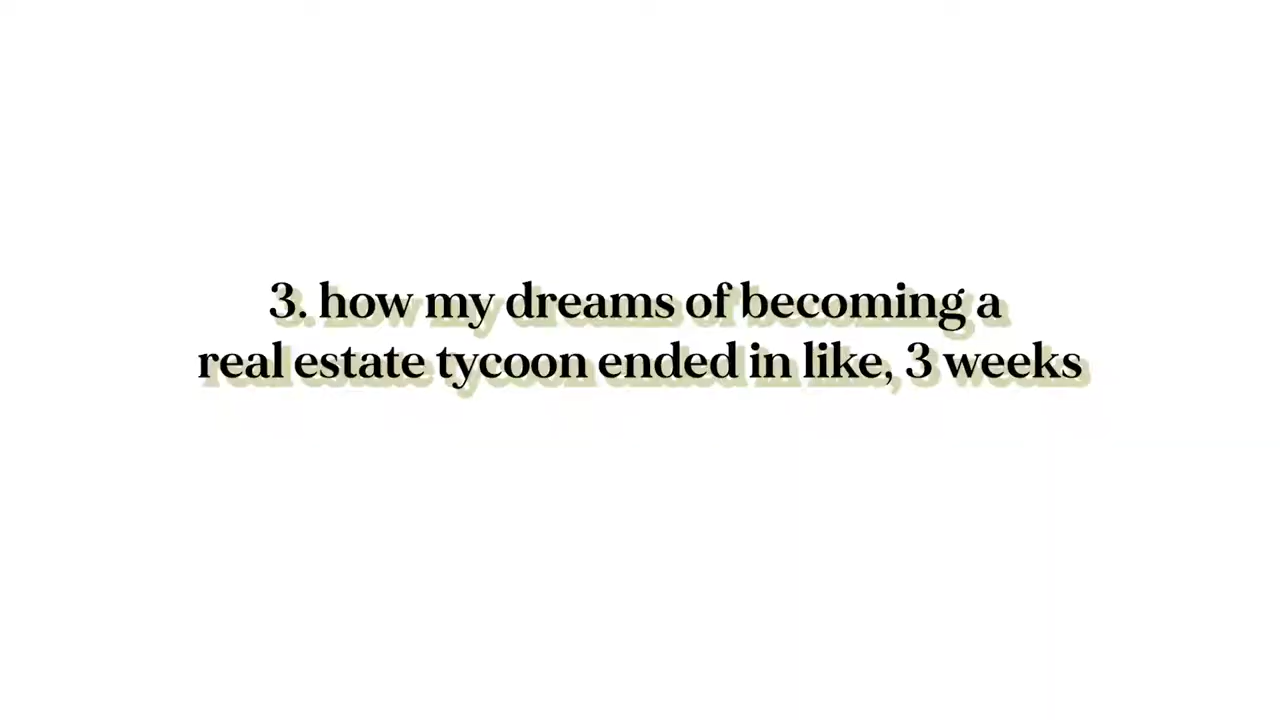 3. how my dreams of becoming a
real estate tycoon ended in like, 3 weeks